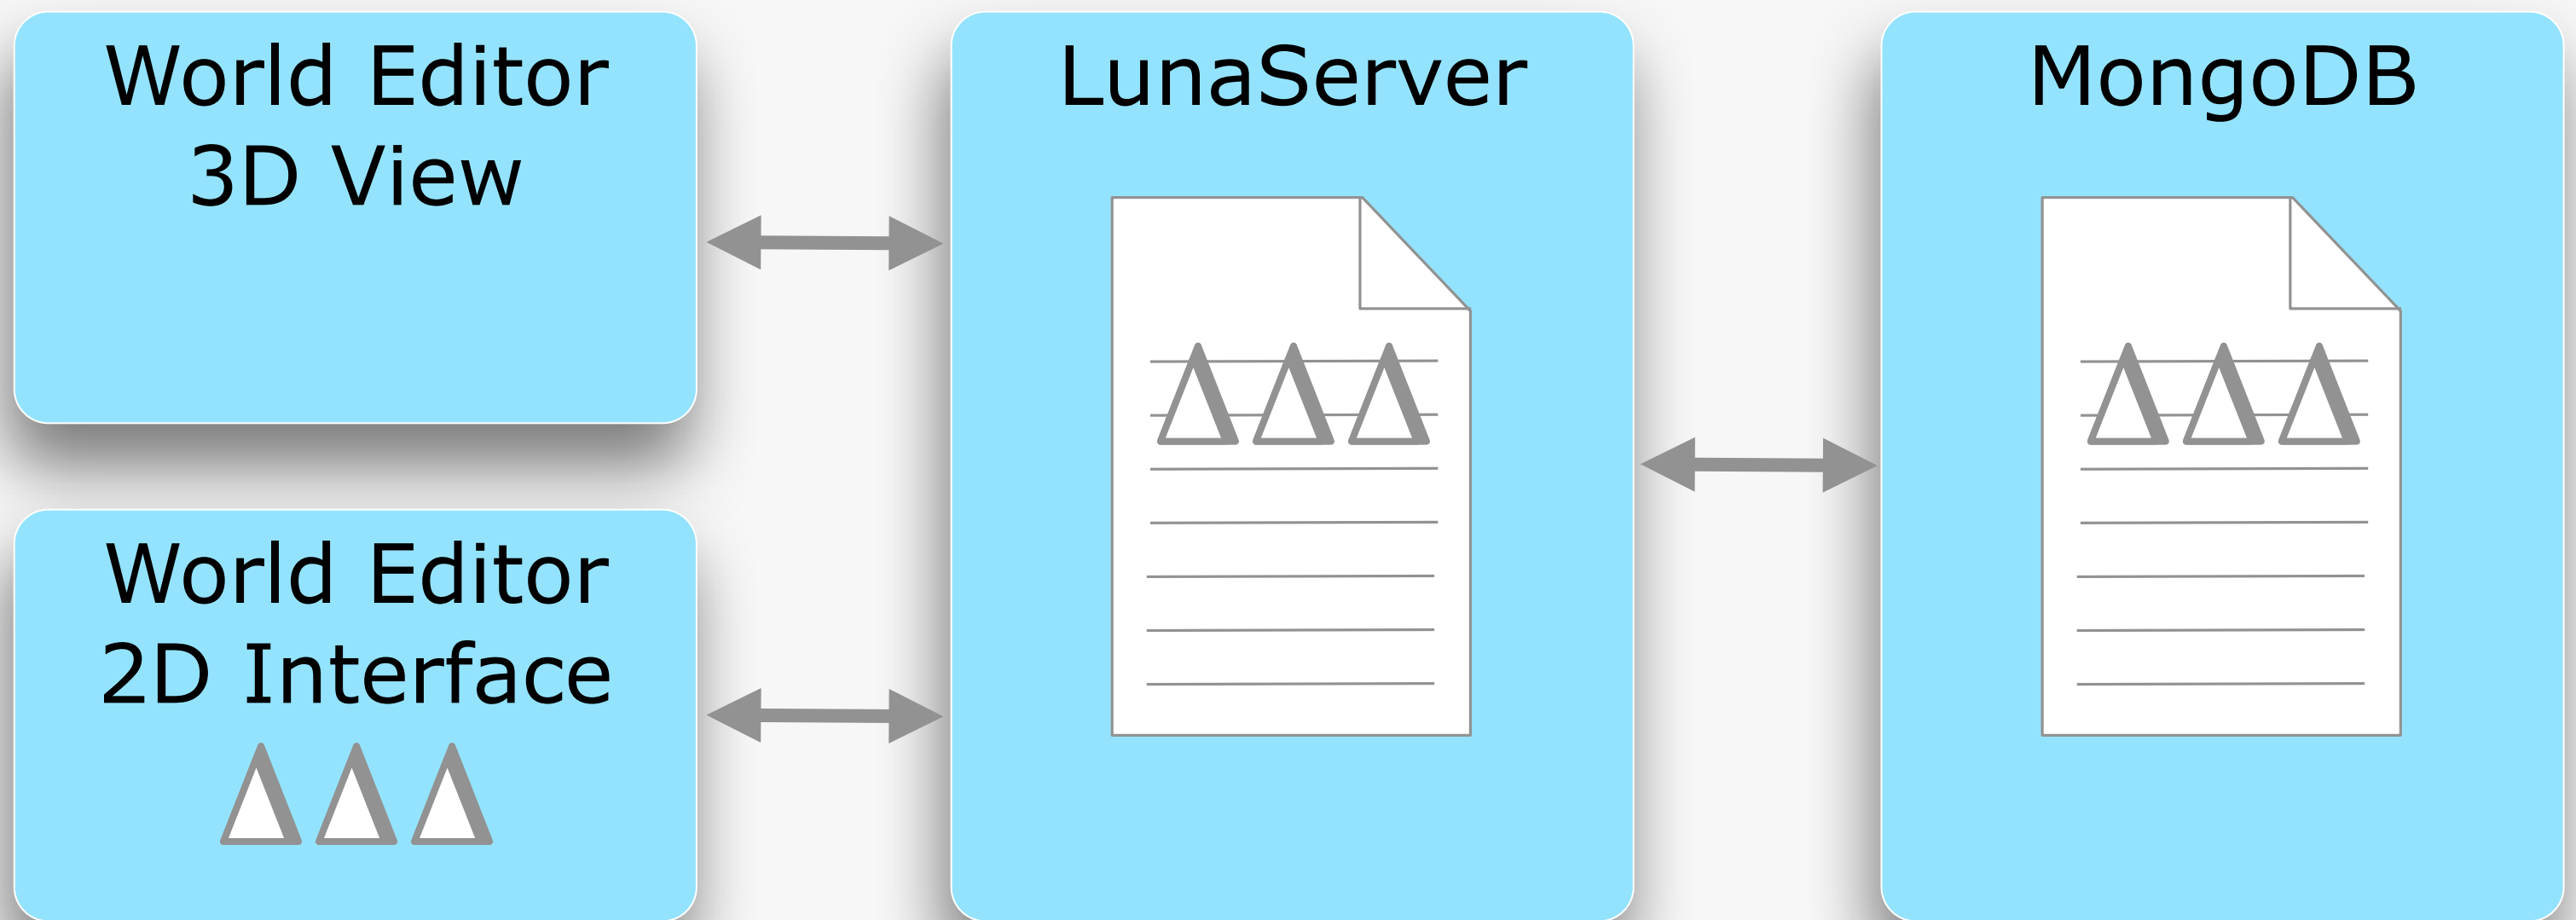 World Editor
3D View
LunaServer
MongoDB
World Editor
2D Interface
Δ Δ Δ
Δ Δ Δ
Δ Δ Δ